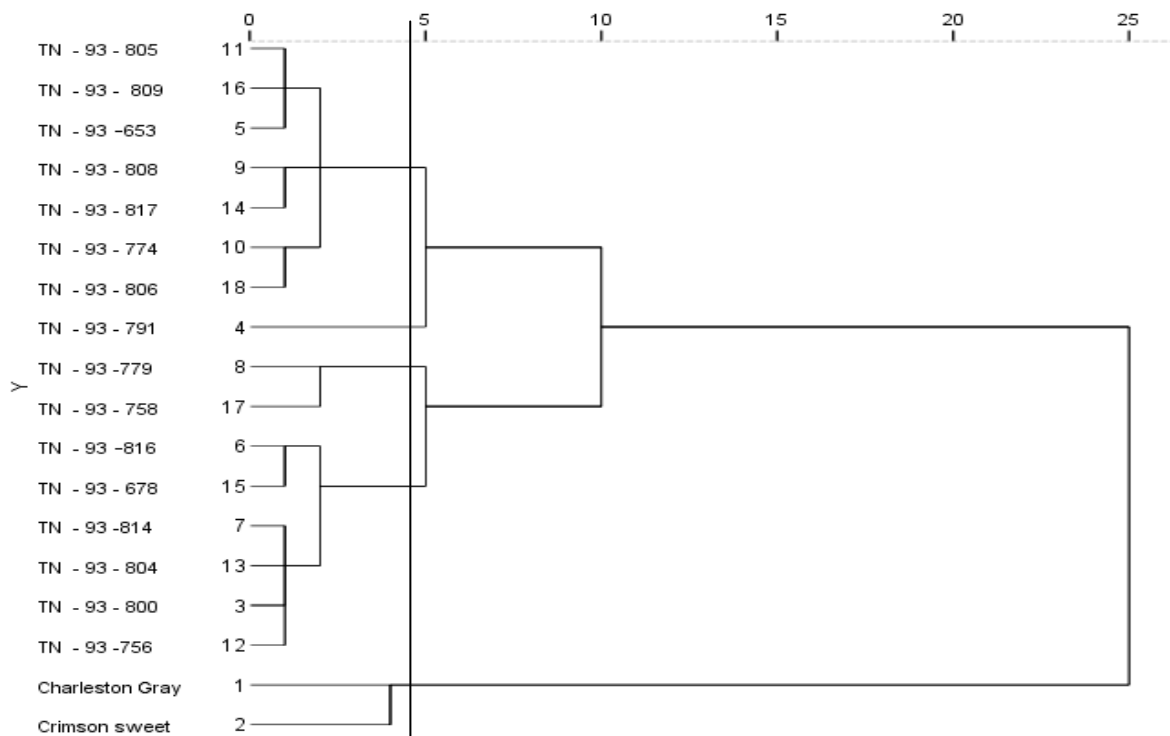 0 5 10 15 20 25
TN - 93 - 805 11
TN - 93 - 809 16
TN - 93 -653 5
TN - 93 - 808 9
TN - 93 - 817 14
TN - 93 - 774 10
TN - 93 - 806 18
TN - 93 - 791 4
TN - 93 -779 8
Y
TN - 93 - 758 17
TN - 93 -816 6
TN - 93 - 678 15
TN - 93 -814 7
TN - 93 - 804 13
TN - 93 - 800 3
TN - 93 -756 12
Charleston Gray 1
Crimson sweet 2